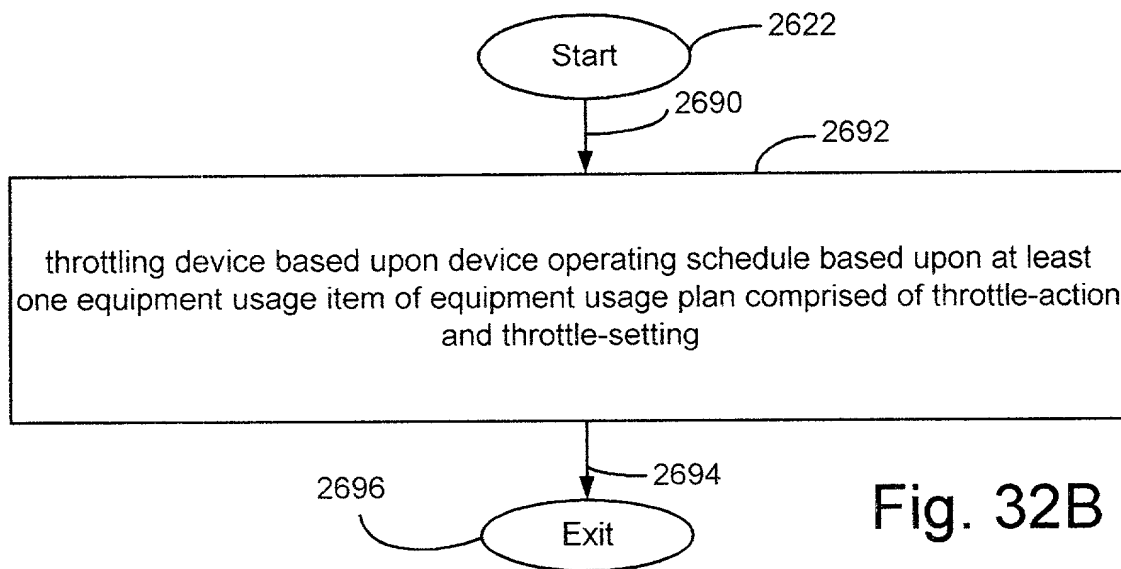 Start
2622
2690
2692
throttling device based upon device operating schedule based upon at least
one equipment usage item of equipment usage plan comprised of throttle-action
and throttle-setting
2694
2696
Exit
Fig. 32B